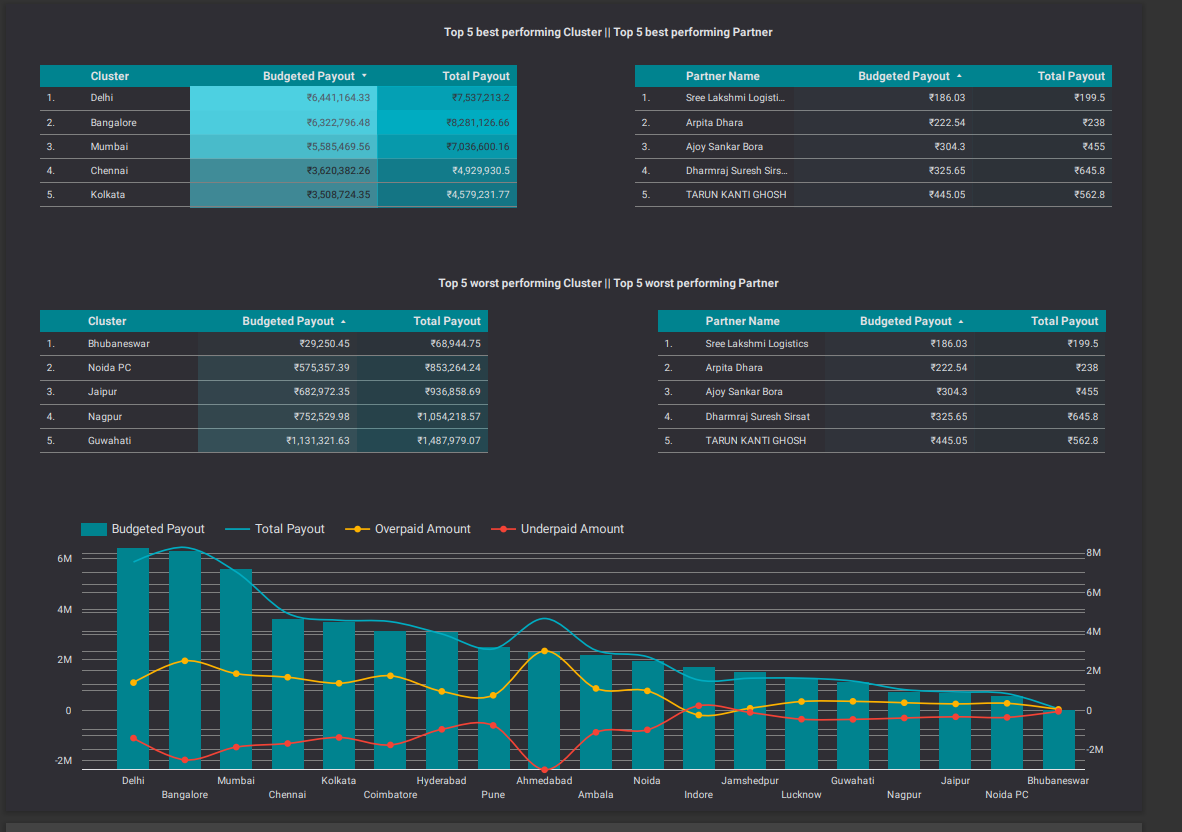 Top 5 best performing Cluster || Top 5 best performing Partner
Cluster Budgeted Payout Total Payout
1. Delhi ₹6,441,164.33 ₹7,537,213.2
2. Bangalore ₹6,322,796.48 ₹8,281,126.66
3. Mumbai ₹5,585,469.56 ₹7,036,600.16
4. Chennai ₹3,620,382.26 ₹4,929,930.5
5. Kolkata ₹3,508,724.35 ₹4,579,231.77
Partner Name Budgeted Payout Total Payout
1. Sree Lakshmi Logisti... ₹186.03 ₹199.5
2. Arpita Dhara ₹222.54 ₹238
3. Ajoy Sankar Bora ₹304.3 ₹455
4. Dharmraj Suresh Sirs... ₹325.65 ₹645.8
5. TARUN KANTI GHOSH ₹445.05 ₹562.8
Top 5 worst performing Cluster || Top 5 worst performing Partner
Cluster Budgeted Payout Total Payout
1. Bhubaneswar ₹29,250.45 ₹68,944.75
2. Noida PC ₹575,357.39 ₹853,264.24
3. Jaipur ₹682,972.35 ₹936,858.69
4. Nagpur ₹752,529.98 ₹1,054,218.57
5. Guwahati ₹1,131,321.63 ₹1,487,979.07
Partner Name Budgeted Payout Total Payout
1. Sree Lakshmi Logistics ₹186.03 ₹199.5
2. Arpita Dhara ₹222.54 ₹238
3. Ajoy Sankar Bora ₹304.3 ₹455
4. Dharmraj Suresh Sirsat ₹325.65 ₹645.8
5. TARUN KANTI GHOSH ₹445.05 ₹562.8
Budgeted Payout Total Payout Overpaid Amount Underpaid Amount
6M
4M
2M
0
-2M
8M
6M
4M
2M
0
-2M
Delhi Mumbai Kolkata Hyderabad Ahmedabad Noida Jamshedpur Guwahati Jaipur Bhubaneswar
Bangalore Chennai Coimbatore Pune Ambala Indore Lucknow Nagpur Noida PC